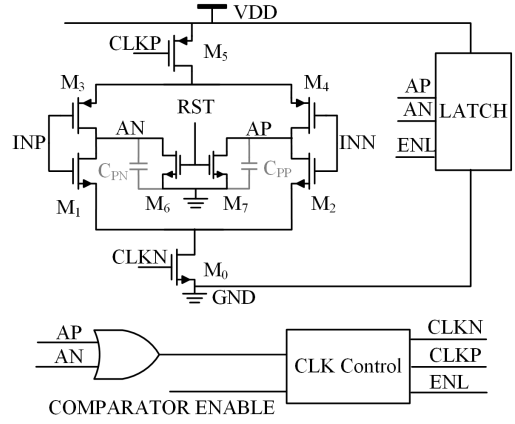 VDD
CLKP
M5
M3
M4
RST
AP
AN
AP
AN
LATCH
INP
INN
ENL
CPN
CPP
M1
M6
M7
M2
CLKN
M0
GND
AP
AN
CLK Control
CLKN
CLKP
ENL
COMPARATOR ENABLE